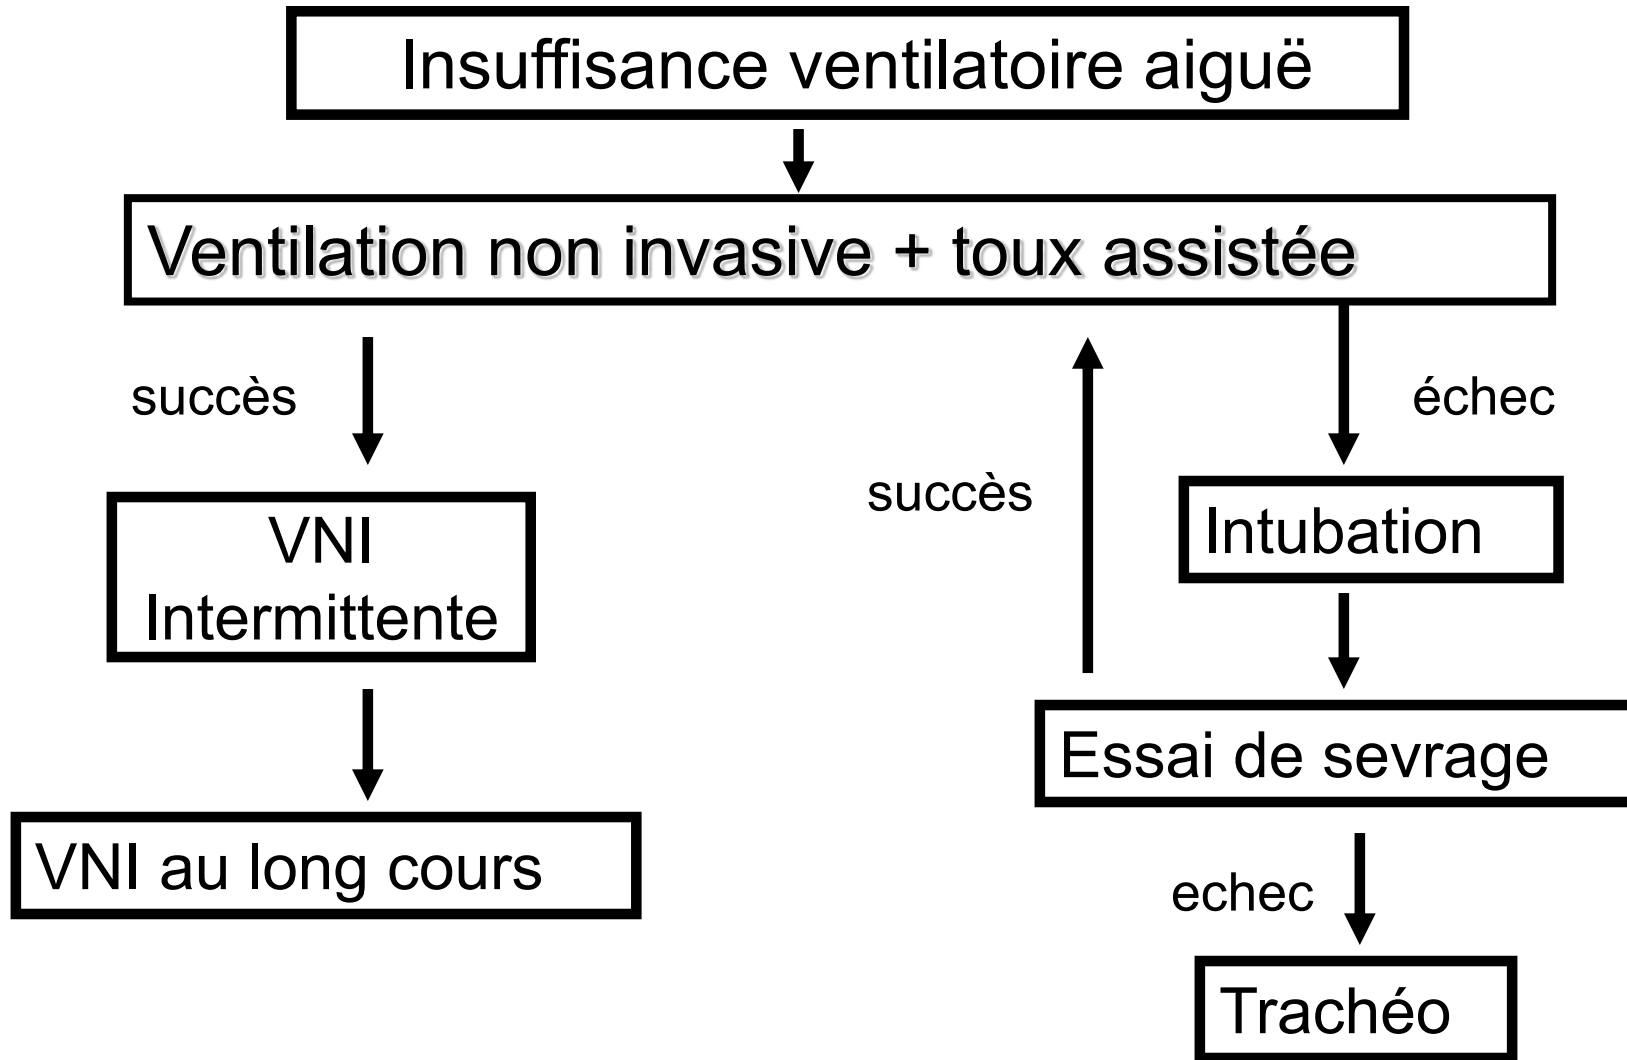 Insuffisance ventilatoire aiguë
Ventilation non invasive + toux assistée
succès
échec
succès
VNI
Intermittente
Intubation
Essai de sevrage
VNI au long cours
echec
Trachéo